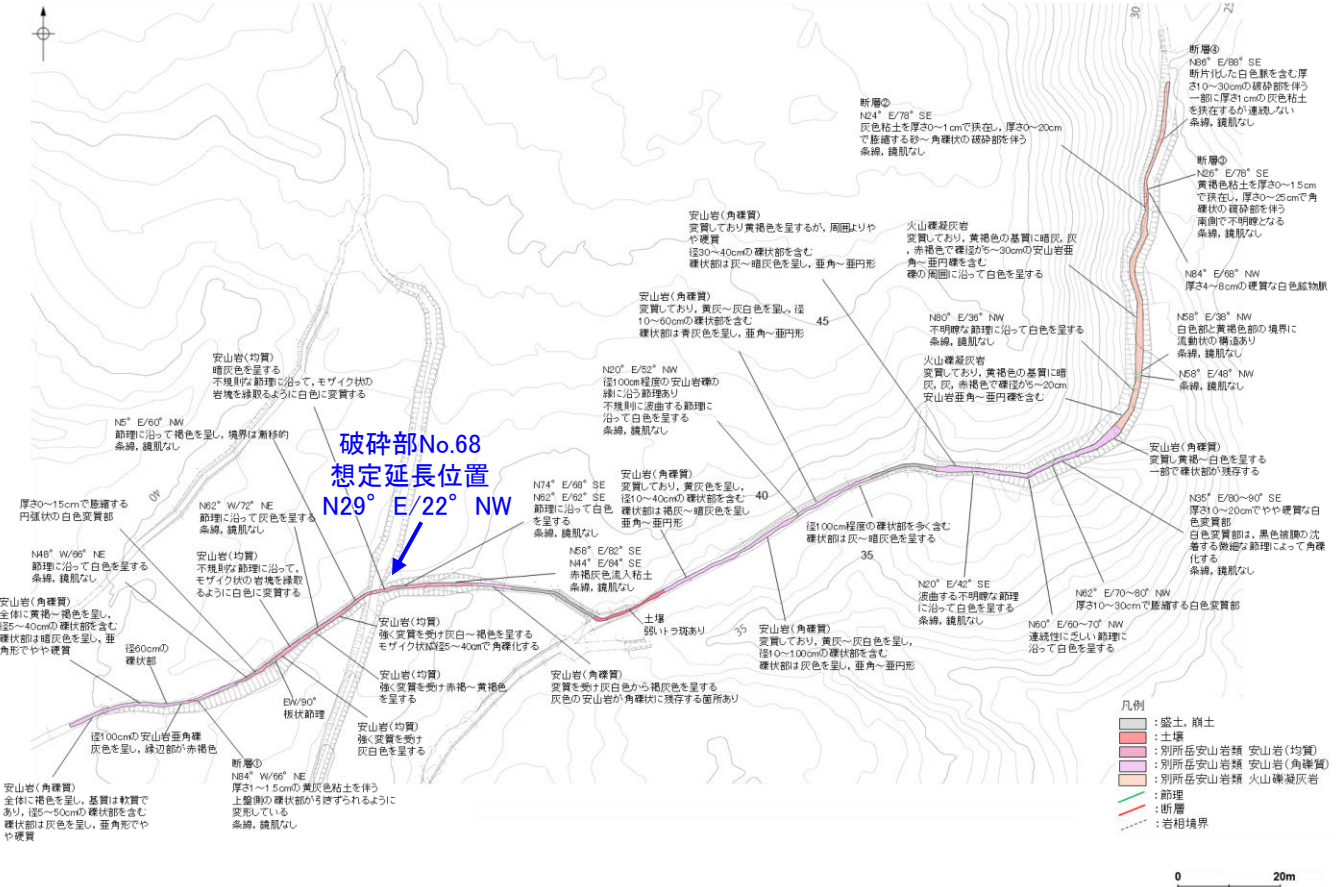 断層④
N86°E/88°SE
断片化した白色脈を含む厚
さ10～30cmの破砕部を伴う
一部に厚さ1cmの灰色粘土
を狭在するが連続しない
条線，鏡肌なし
断層②
N24°E/78°SE
灰色粘土を厚さ0～1cmで狭在し，厚さ0～20cm
で膨縮する砂～角礫状の破砕部を伴う
条線，鏡肌なし
断層③
N26°E/78°SE
黄褐色粘土を厚さ0～1.5cm
で狭在し，厚さ0～25cmで角
礫状の破砕部を伴う
南側で不明瞭となる
条線，鏡肌なし
N84°E/68°NW
厚さ4～8cmの硬質な白色鉱物脈
安山岩(角礫質)
変質しており黄褐色を呈するが，周囲よりや
や硬質
径30～40cmの礫状部を含む
礫状部は灰～暗灰色を呈し，亜角～亜円形
火山礫凝灰岩
変質しており，黄褐色の基質に暗灰，灰
，赤褐色で礫径が5～30cmの安山岩亜
角～亜円礫を含む
礫の周囲に沿って白色を呈する
安山岩(角礫質)
変質しており，黄灰～灰白色を呈し，径
10～60cmの礫状部を含む
礫状部は青灰色を呈し，亜角～亜円形
N80°E/36°NW
不明瞭な節理に沿って白色を呈する
条線，鏡肌なし
N58°E/38°NW
白色部と黄褐色部の境界に
流動状の構造あり
条線，鏡肌なし
N58°E/48°NW
条線，鏡肌なし
火山礫凝灰岩
変質しており，黄褐色の基質に暗
灰，灰，赤褐色で礫径が5～20cm
安山岩亜角～亜円礫を含む
安山岩(均質)
暗灰色を呈する
不規則な節理に沿って，モザイク状の
岩塊を縁取るように白色に変質する
N20°E/52°NW
径100cm程度の安山岩礫の
縁に沿う節理あり
不規則に波曲する節理に
沿って白色を呈する
条線，鏡肌なし
N5°E/60°NW
節理に沿って褐色を呈し，境界は漸移的
条線，鏡肌なし
破砕部No.68
想定延長位置
N29°E/22°NW
安山岩(角礫質)
変質し黄褐～白色を呈する
一部で礫状部が残存する
N74°E/68°SE
N62°E/62°SE
節理に沿って白色
を呈する
条線，鏡肌なし
安山岩(角礫質)
変質しており，黄灰色を呈し，
径10～40cmの礫状部を含む
礫状部は褐灰～暗灰色を呈し
亜角～亜円形
厚さ0～15cmで膨縮する
円弧状の白色変質部
N62°W/72°NE
節理に沿って灰色を呈する
条線，鏡肌なし
N35°E/80～90°SE
厚さ10～20cmでやや硬質な白
色変質部
白色変質部は，黒色被膜の沈
着する微細な節理によって角礫
化する
条線，鏡肌なし
径100cm程度の礫状部を多く含む
礫状部は灰～暗灰色を呈する
N48°W/66°NE
節理に沿って白色を呈する
条線，鏡肌なし
安山岩(均質)
不規則な節理に沿って，
モザイク状の岩塊を縁取
るように白色に変質する
N58°E/82°SE
N44°E/84°SE
赤褐灰色流入粘土
条線，鏡肌なし
N20°E/42°SE
波曲する不明瞭な節理
に沿って白色を呈する
条線，鏡肌なし
N62°E/70～80°NW
厚さ10～30cmで膨縮する白色変質部
安山岩(角礫質)
全体に黄褐～褐色を呈し，
径5～40cmの礫状部を含む
礫状部は暗灰色を呈し，亜
角形でやや硬質
径60cmの
礫状部
安山岩(均質)
強く変質を受け灰白～褐色を呈する
モザイク状に径5～40cmで角礫化する
土壌
弱いトラ斑あり
安山岩(角礫質)
変質しており，黄灰～灰白色を呈し，
径10～100cmの礫状部を含む
礫状部は灰色を呈し，亜角～亜円形
N60°E/60～70°NW
連続性に乏しい節理に
沿って白色を呈する
安山岩(均質)
強く変質を受け赤褐～黄褐色
を呈する
安山岩(角礫質)
変質を受け灰白色から褐灰色を呈する
灰色の安山岩が角礫状に残存する箇所あり
EW/90°
板状節理
安山岩(均質)
強く変質を受け
灰白色を呈する
径100cmの安山岩亜角礫
灰色を呈し，縁辺部が赤褐色
断層①
N84°W/66°NE
厚さ1～1.5cmの黄灰色粘土を伴う
上盤側の礫状部が引きずられるように
変形している
条線，鏡肌なし
安山岩(角礫質)
全体に褐色を呈し，基質は軟質で
あり，径5～50cmの礫状部を含む
礫状部は灰色を呈し，亜角形でや
や硬質
30
25
45
40
40
35
35
凡例
：盛土，崩土
：土壌
：別所岳安山岩類 安山岩(均質)
：別所岳安山岩類 安山岩(角礫質)
：別所岳安山岩類 火山礫凝灰岩
：節理
：断層
：岩相境界
0 20m